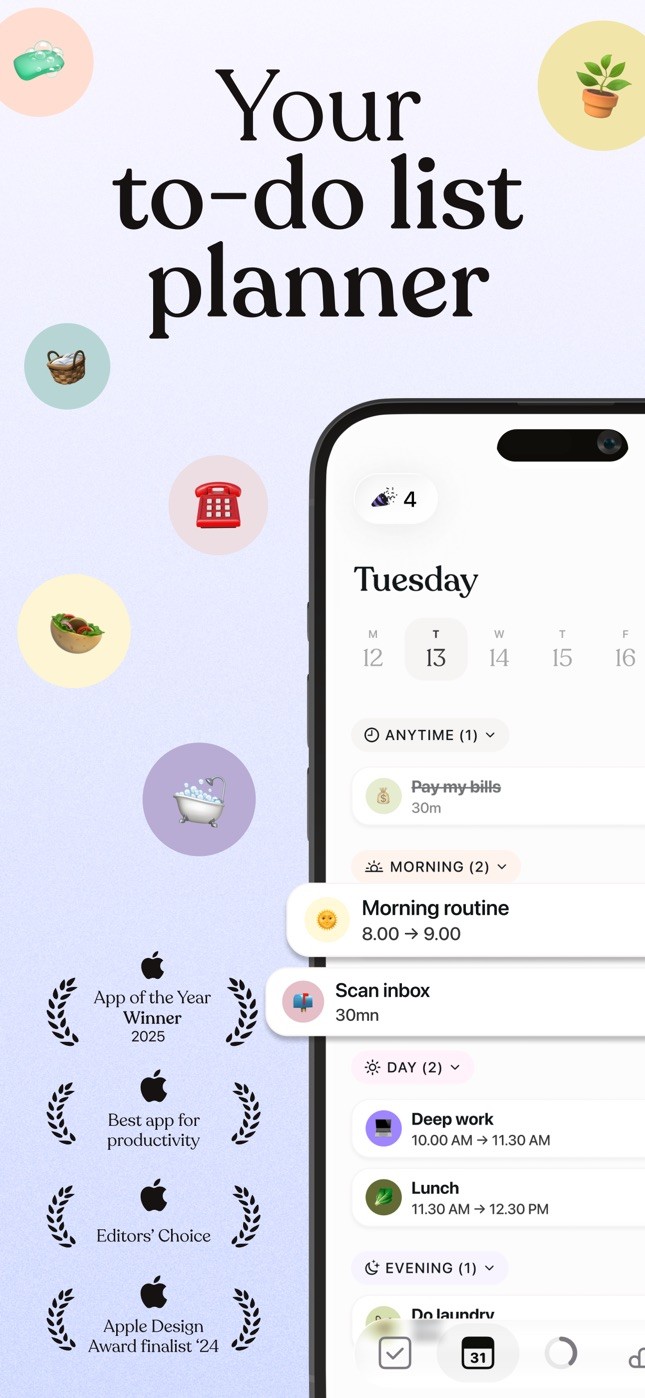 Your
to-do list
planner
4
Tuesday
M T W T F
12 13 14 15 16
ANYTIME (1)
Pay my bills
30m
MORNING (2)
Morning routine
8.00 → 9.00
Scan inbox
30mn
DAY (2)
Deep work
10.00 AM → 11.30 AM
Lunch
11.30 AM → 12.30 PM
EVENING (1)
Do laundry
31
App of the Year
Winner
2025
Best app for
productivity
Editors’ Choice
Apple Design
Award finalist ‘24